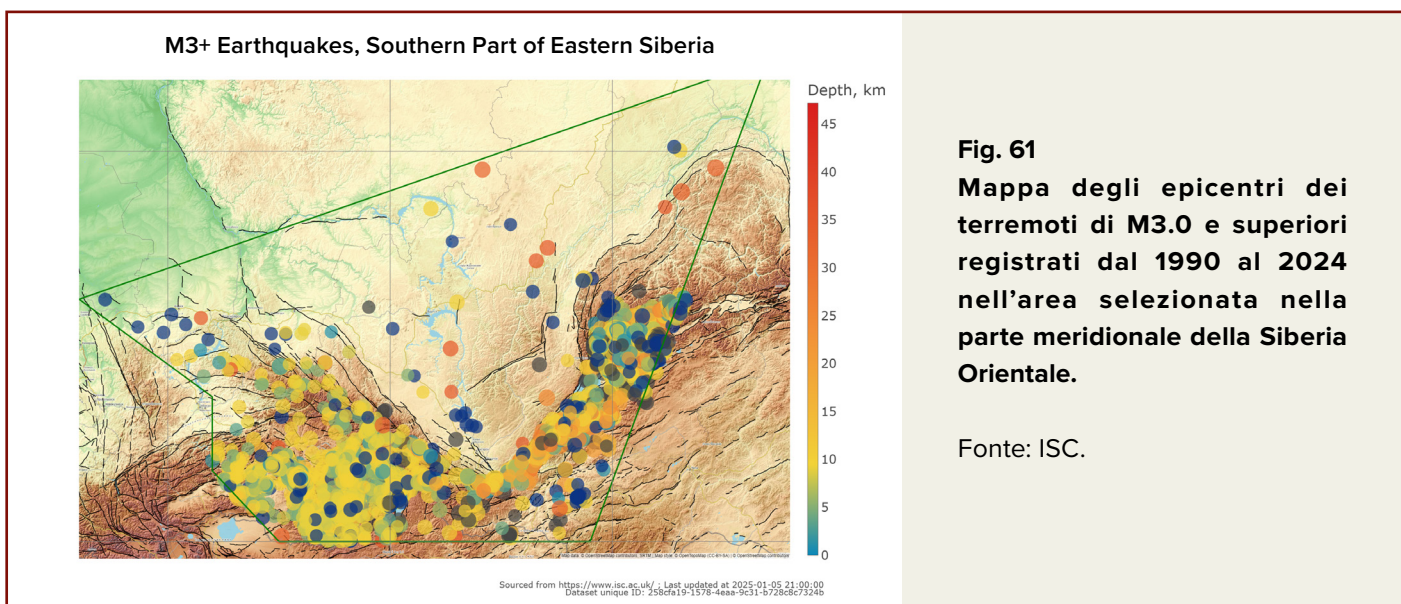 M3+ Earthquakes, Southern Part of Eastern Siberia
Depth, km
45
40
35
30
25
20
15
10
5
0
Sourced from https://www.isc.ac.uk/ ; Last updated at 2025-01-05 21:00:00
Dataset unique ID: 258cfa19-1578-4eaa-9c31-b728c8c7324b
Fig. 61
Mappa degli epicentri dei
terremoti di M3.0 e superiori
registrati dal 1990 al 2024
nell'area selezionata nella
parte meridionale della Siberia
Orientale.
Fonte: ISC.